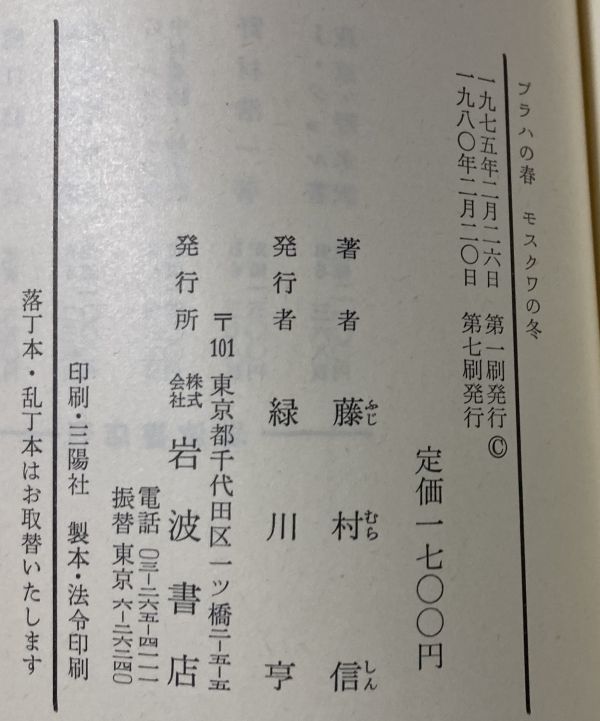 プラハの春 モスクワの冬
一九七五年二月二六日 第一刷発行 ©
一九八〇年二月二〇日 第七刷発行
定価一七〇〇円
著者 藤村信
ふじ むら しん
発行者 緑川亨
〒101 東京都千代田区一ツ橋二-五-五
発行所 株式会社 岩波書店
電話 〇三-二六五-四一一一
振替 東京 六-二六二四〇
印刷・三陽社 製本・法令印刷
落丁本・乱丁本はお取替いたします